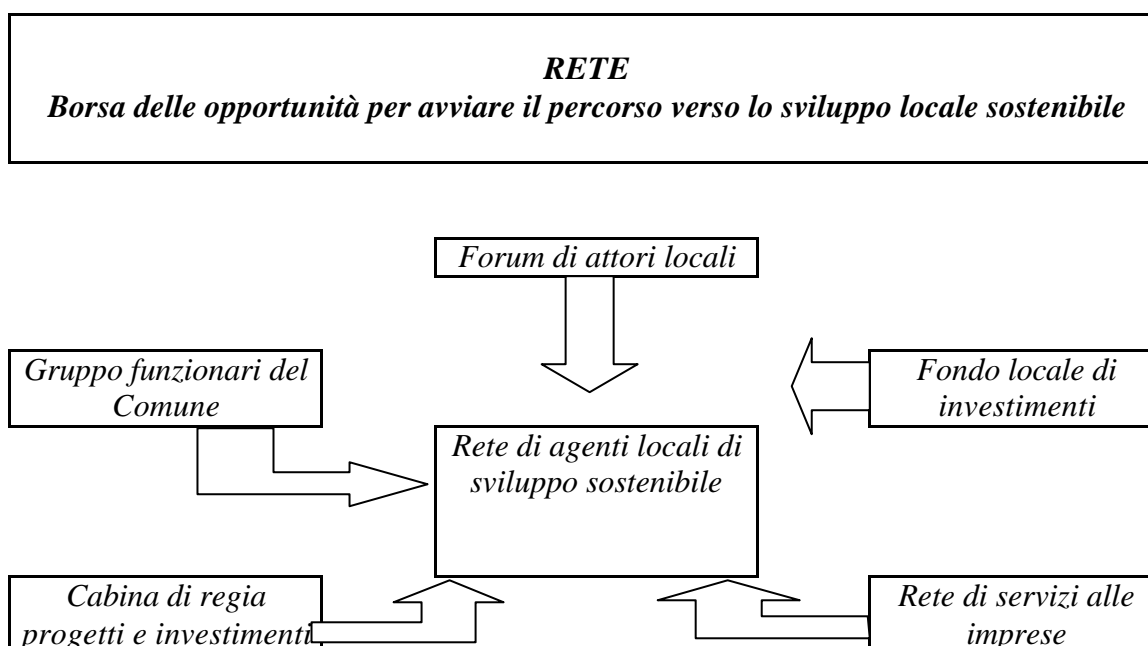 RETE
Borsa delle opportunità per avviare il percorso verso lo sviluppo locale sostenibile
Forum di attori locali
Gruppo funzionari del
Comune
Fondo locale di
investimenti
Rete di agenti locali di
sviluppo sostenibile
Cabina di regia
progetti e investimenti
Rete di servizi alle
imprese